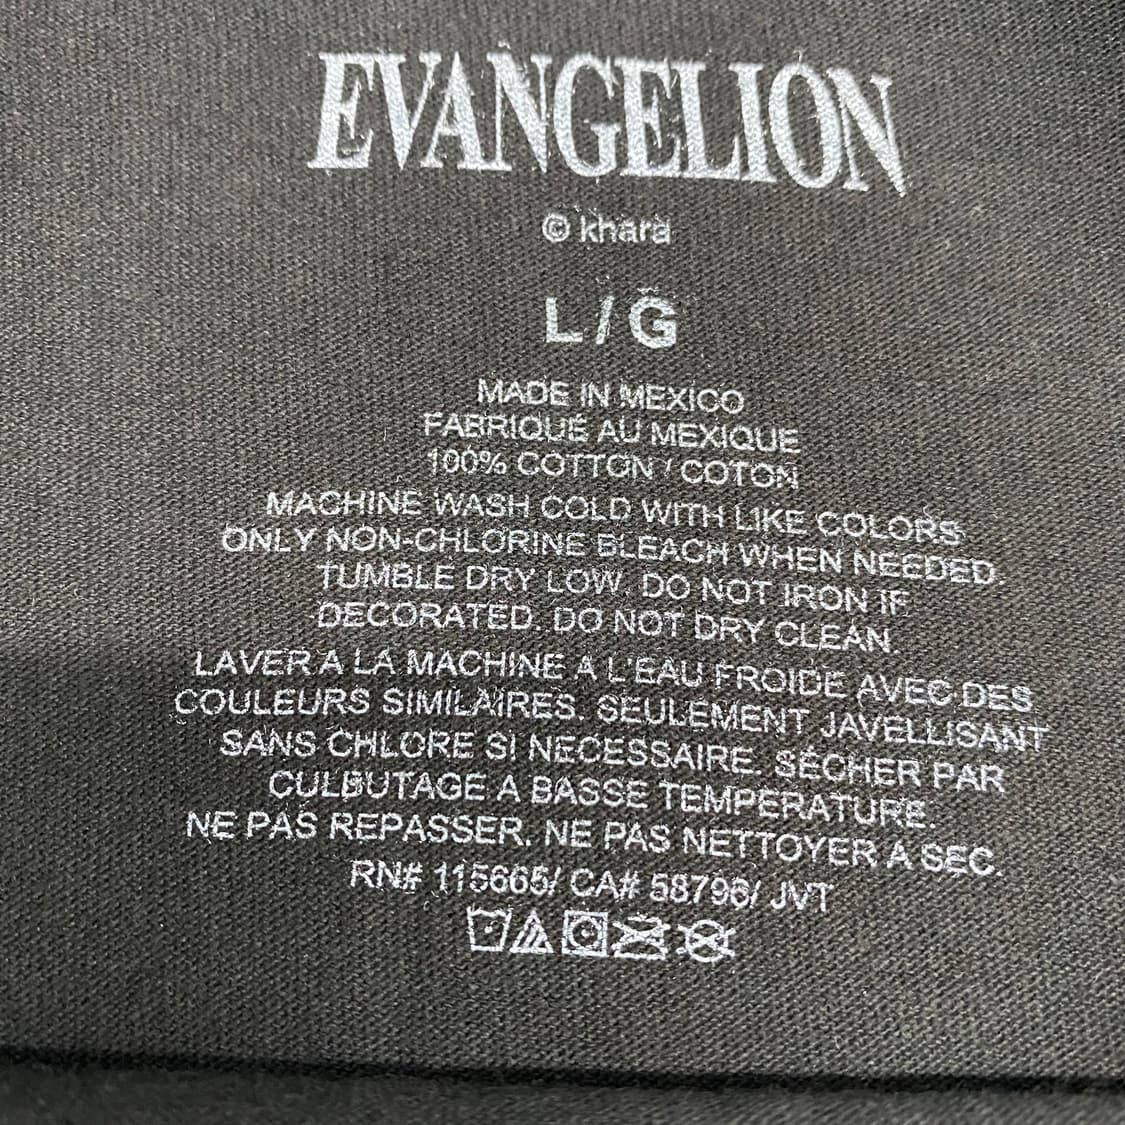 EVANGELION
© khara
L / G
MADE IN MEXICO
FABRIQUÉ AU MEXIQUE
100% COTTON / COTON
MACHINE WASH COLD WITH LIKE COLORS
ONLY NON-CHLORINE BLEACH WHEN NEEDED.
TUMBLE DRY LOW. DO NOT IRON IF
DECORATED. DO NOT DRY CLEAN.
LAVER A LA MACHINE A L'EAU FROIDE AVEC DES
COULEURS SIMILAIRES. SEULEMENT JAVELLISANT
SANS CHLORE SI NECESSAIRE. SÉCHER PAR
CULBUTAGE A BASSE TEMPERATURE.
NE PAS REPASSER. NE PAS NETTOYER A SEC.
RN# 115665/ CA# 58796/ JVT